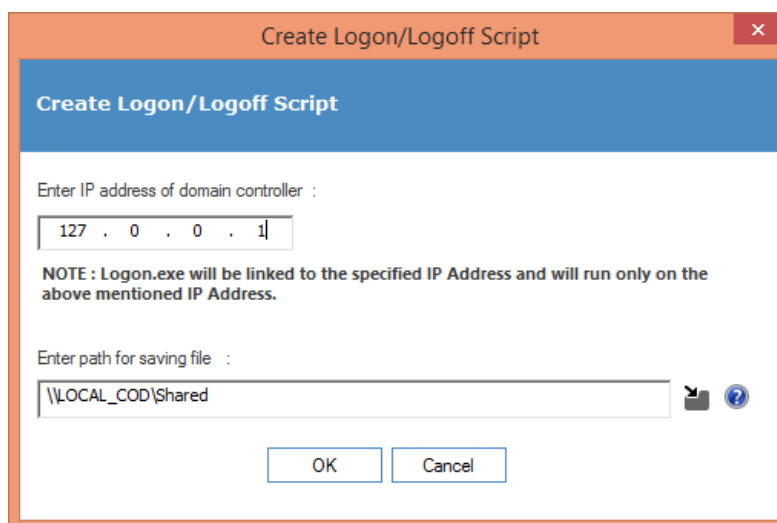 Create Logon/Logoff Script
Create Logon/Logoff Script
Enter IP address of domain controller :
127 . 0 . 0 . 1
NOTE : Logon.exe will be linked to the specified IP Address and will run only on the
above mentioned IP Address.
Enter path for saving file :
\\LOCAL_COD\Shared
OK Cancel